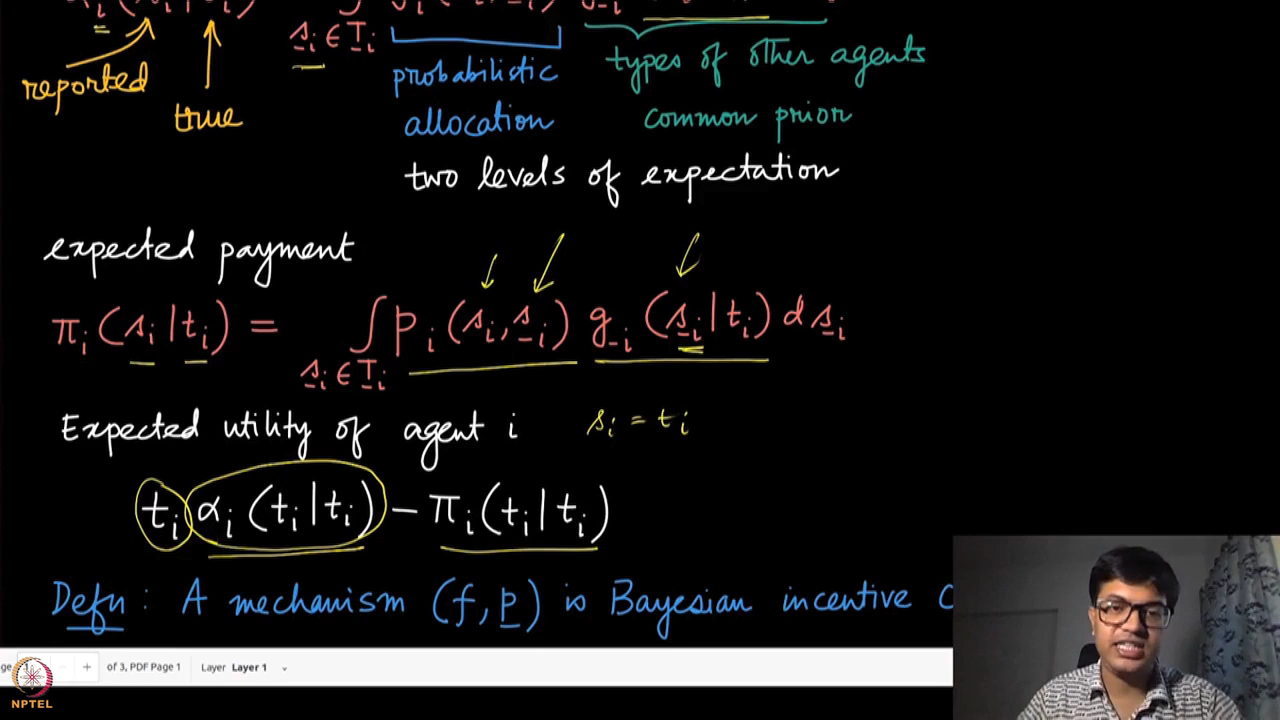 reported
true
s̲ᵢ ∈ T̲ᵢ
probabilistic
allocation
types of other agents
common prior
two levels of expectation
expected payment
πᵢ(sᵢ|tᵢ) = ∫ pᵢ(sᵢ, s̲ᵢ) g₋ᵢ(s̲ᵢ|tᵢ) d s̲ᵢ
s̲ᵢ ∈ T̲ᵢ
Expected utility of agent i sᵢ = tᵢ
tᵢ αᵢ(tᵢ|tᵢ) − πᵢ(tᵢ|tᵢ)
Defn : A mechanism (f, p) is Bayesian incentive
of 3, PDF Page 1 Layer Layer 1
NPTEL